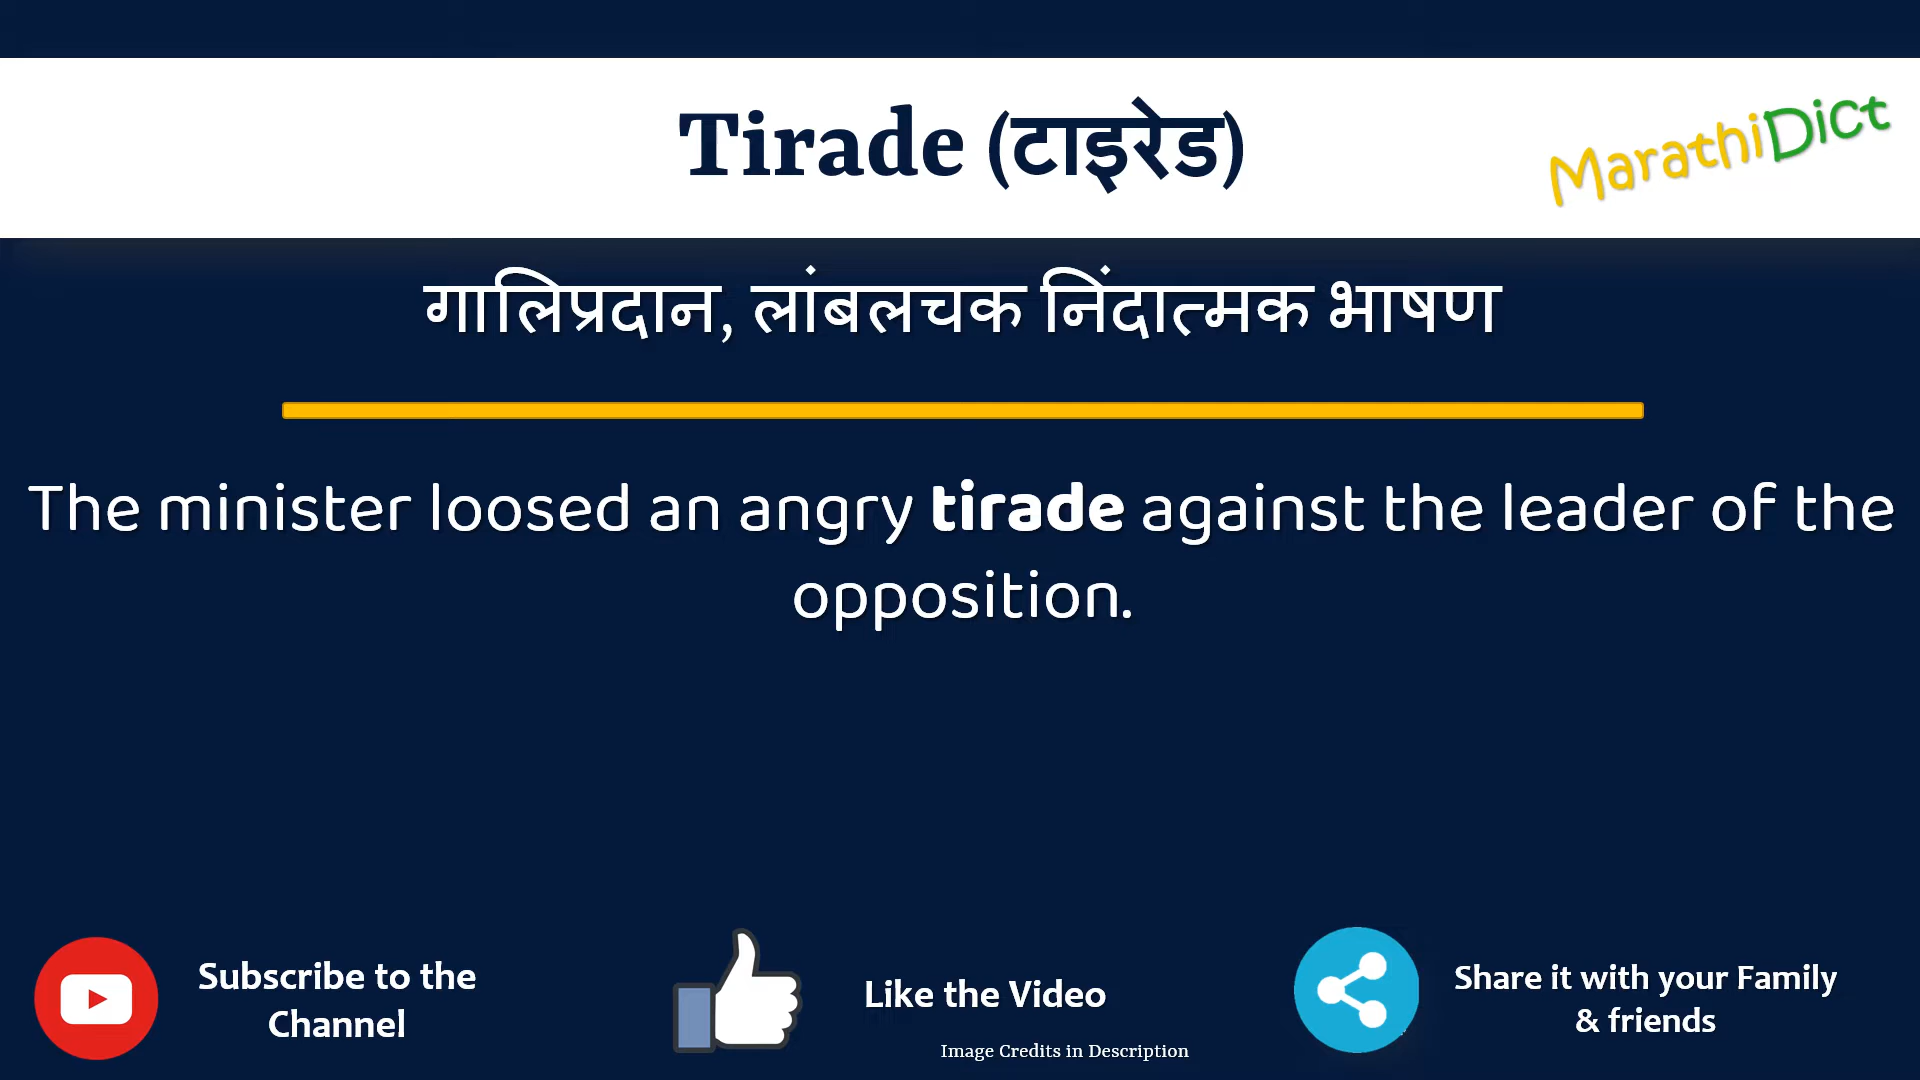 Tirade (टाइरेड)
MarathiDict
गालिप्रदान, लांबलचक निंदात्मक भाषण
The minister loosed an angry tirade against the leader of the
opposition.
Subscribe to the
Channel
Like the Video
Share it with your Family
& friends
Image Credits in Description